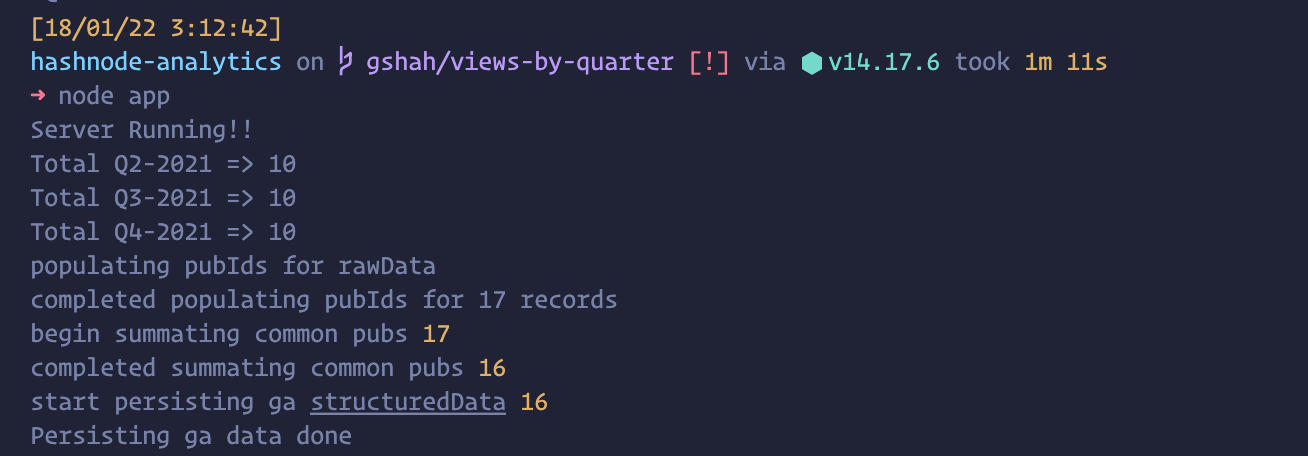 [18/01/22 3:12:42]
hashnode-analytics on gshah/views-by-quarter [!] via v14.17.6 took 1m 11s
➜ node app
Server Running!!
Total Q2-2021 => 10
Total Q3-2021 => 10
Total Q4-2021 => 10
populating pubIds for rawData
completed populating pubIds for 17 records
begin summating common pubs 17
completed summating common pubs 16
start persisting ga structuredData 16
Persisting ga data done